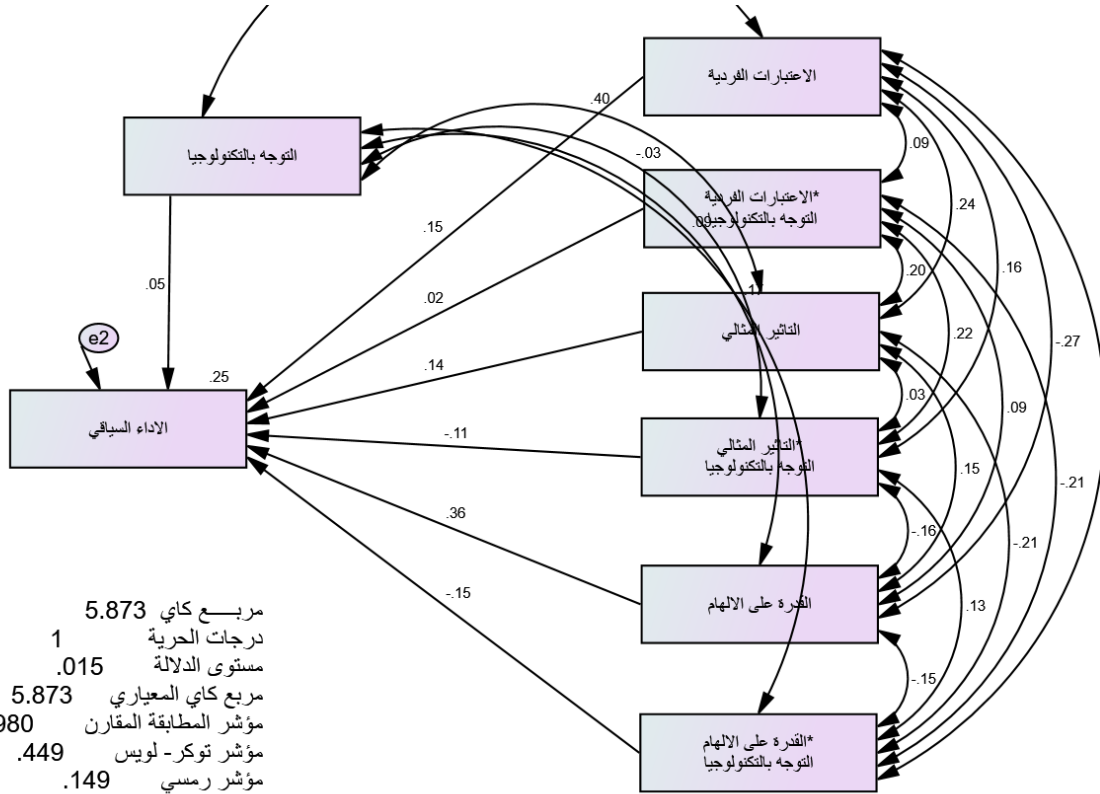 الاعتبارات الفردية
.40
.09
التوجه بالتكنولوجيا
-.03
*الاعتبارات الفردية
التوجه بالتكنولوجيا
.24
.15
.16
.20
.05
.02
التاثير المثالي
.22
-.27
e2
.14
.03
.25
.09
الاداء السياقي
-.11
*التاثير المثالي
التوجه بالتكنولوجيا
.15
-.21
.36
-.16
-.21
القدرة على الالهام
.13
-.15
-.15
*القدرة على الالهام
التوجه بالتكنولوجيا
مربـــع كاي 5.873
درجات الحرية 1
مستوى الدلالة .015
مربع كاي المعياري 5.873
مؤشر المطابقة المقارن 980
مؤشر توكر- لويس .449
مؤشر رمسي .149